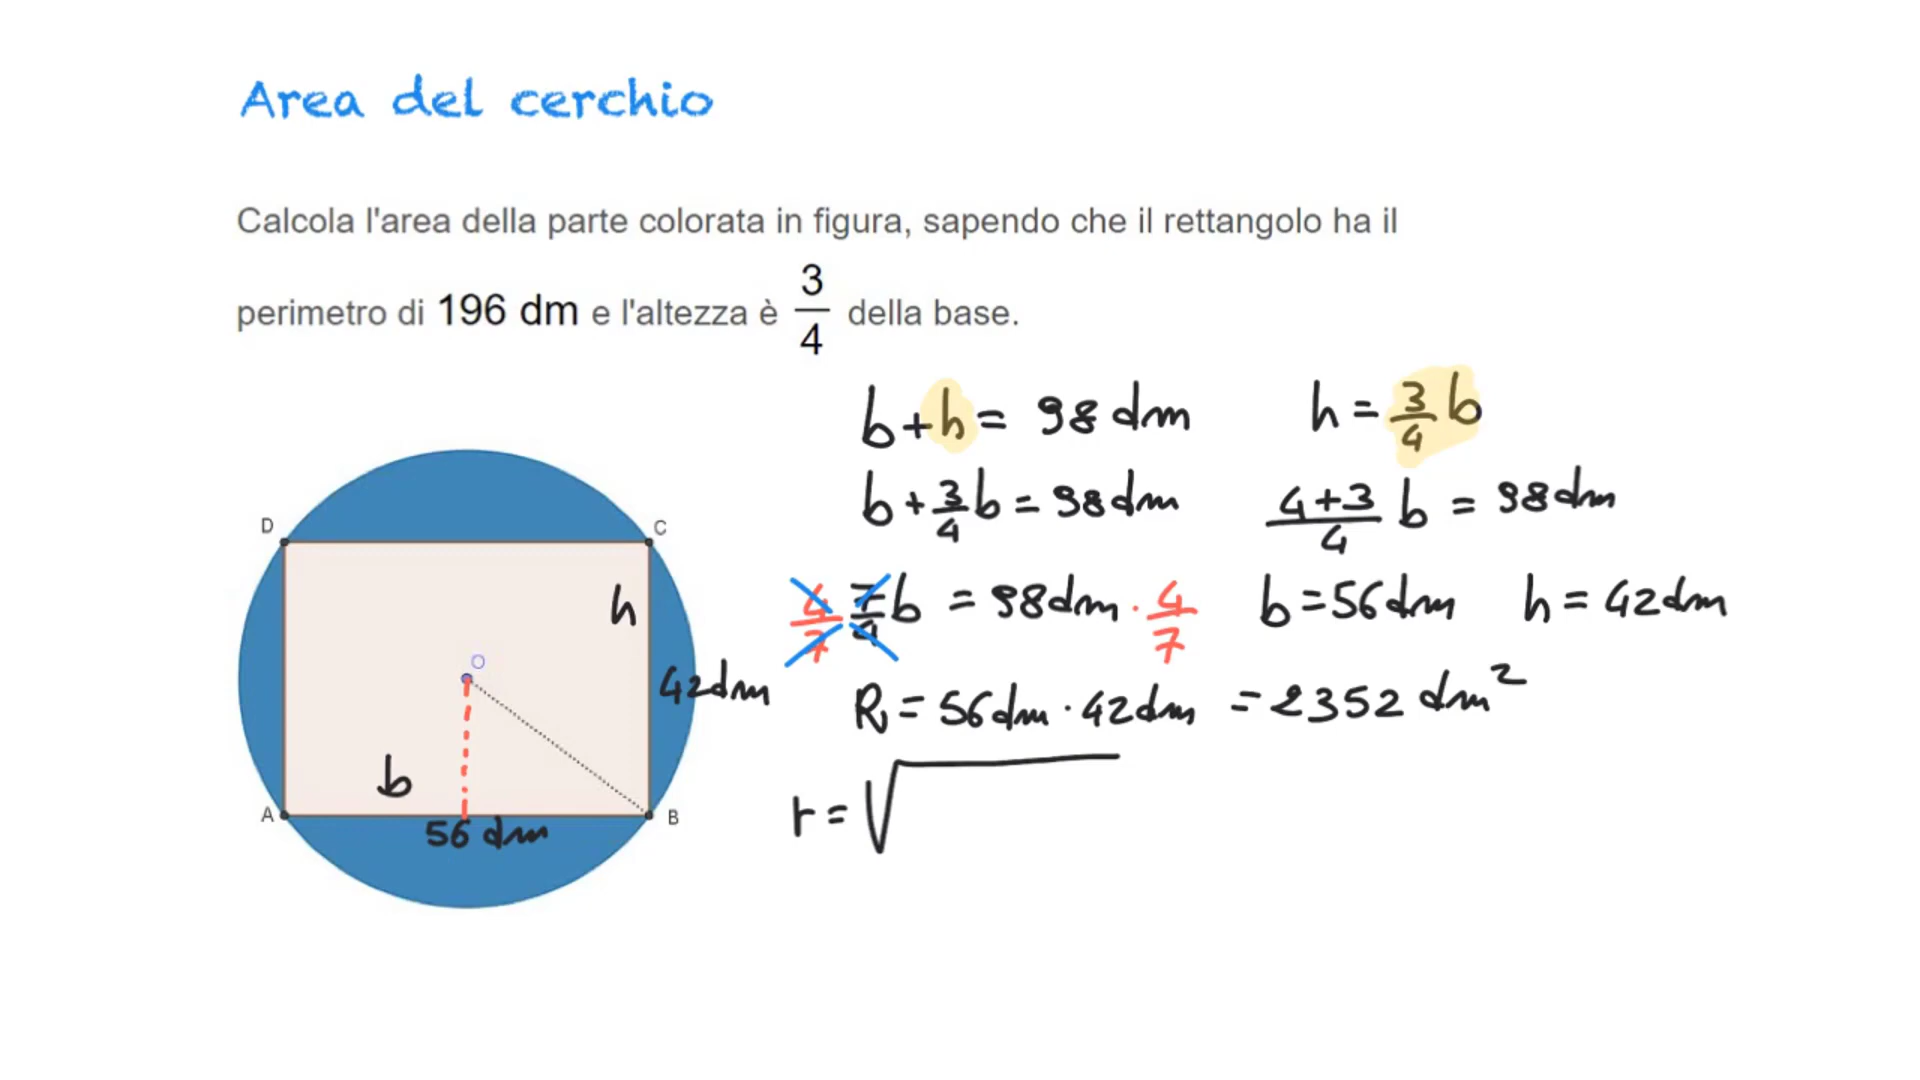 Area del cerchio
Calcola l'area della parte colorata in figura, sapendo che il rettangolo ha il
perimetro di 196 dm e l'altezza è 3/4 della base.
b+h= 98 dm h = 3/4 b
b + 3/4 b = 98 dm (4+3)/4 b = 98 dm
4/7 7/4 b = 98 dm · 4/7 b = 56 dm h = 42 dm
R = 56 dm · 42 dm = 2352 dm²
r = √
D
C
h
O
42 dm
b
A
B
56 dm